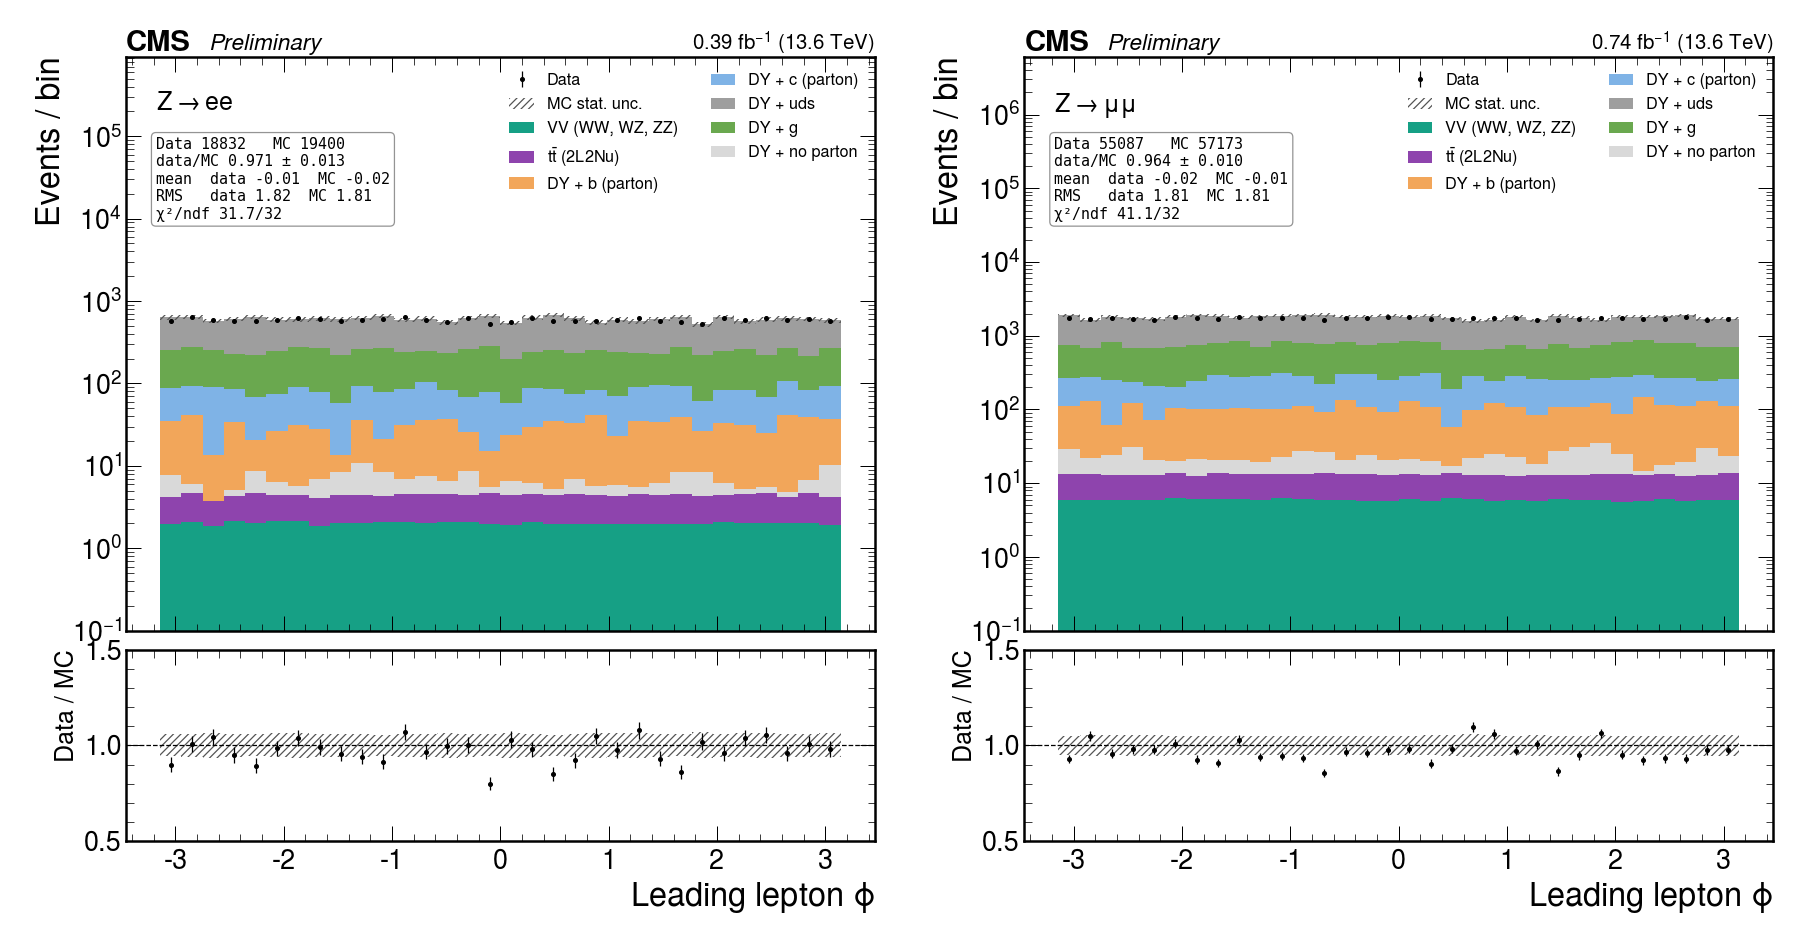 CMS Preliminary 0.39 fb⁻¹ (13.6 TeV)
Events / bin
Z → ee
Data 18832 MC 19400
data/MC 0.971 ± 0.013
mean data -0.01 MC -0.02
RMS data 1.82 MC 1.81
χ²/ndf 31.7/32
Data
MC stat. unc.
VV (WW, WZ, ZZ)
tt̄ (2L2Nu)
DY + b (parton)
DY + c (parton)
DY + uds
DY + g
DY + no parton
10⁵
10⁴
10³
10²
10¹
10⁰
10⁻¹
Data / MC
1.5
1.0
0.5
-3 -2 -1 0 1 2 3
Leading lepton ϕ
CMS Preliminary 0.74 fb⁻¹ (13.6 TeV)
Events / bin
Z → μμ
Data 55087 MC 57173
data/MC 0.964 ± 0.010
mean data -0.02 MC -0.01
RMS data 1.81 MC 1.81
χ²/ndf 41.1/32
Data
MC stat. unc.
VV (WW, WZ, ZZ)
tt̄ (2L2Nu)
DY + b (parton)
DY + c (parton)
DY + uds
DY + g
DY + no parton
10⁶
10⁵
10⁴
10³
10²
10¹
10⁰
10⁻¹
Data / MC
1.5
1.0
0.5
-3 -2 -1 0 1 2 3
Leading lepton ϕ